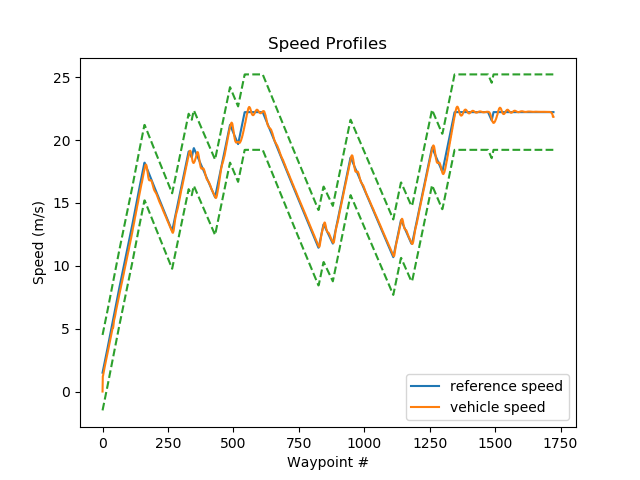 Speed Profiles
25
20
15
10
5
0
Speed (m/s)
reference speed
vehicle speed
0 250 500 750 1000 1250 1500 1750
Waypoint #